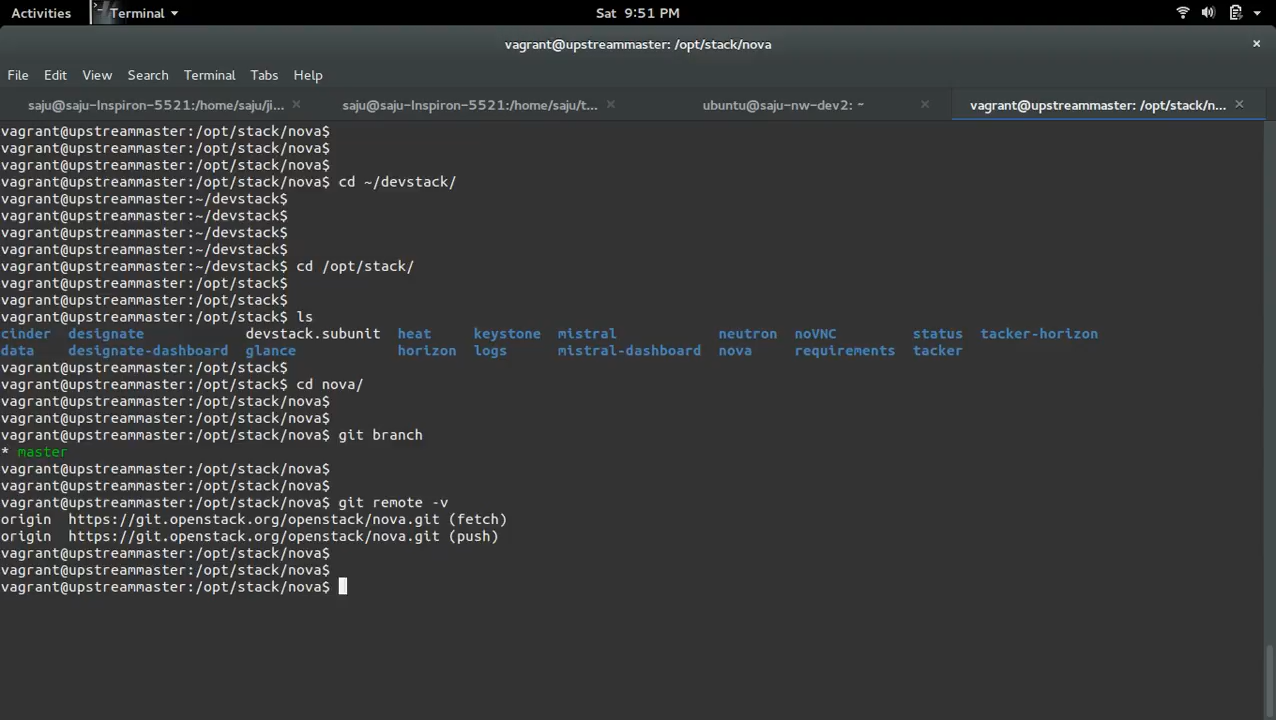 Activities Terminal Sat 9:51 PM
vagrant@upstreammaster: /opt/stack/nova ×
File Edit View Search Terminal Tabs Help
saju@saju-Inspiron-5521:/home/saju/ji... × saju@saju-Inspiron-5521:/home/saju/t... × ubuntu@saju-nw-dev2: ~ × vagrant@upstreammaster: /opt/stack/n... ×
vagrant@upstreammaster:/opt/stack/nova$
vagrant@upstreammaster:/opt/stack/nova$
vagrant@upstreammaster:/opt/stack/nova$
vagrant@upstreammaster:/opt/stack/nova$ cd ~/devstack/
vagrant@upstreammaster:~/devstack$
vagrant@upstreammaster:~/devstack$
vagrant@upstreammaster:~/devstack$
vagrant@upstreammaster:~/devstack$
vagrant@upstreammaster:~/devstack$ cd /opt/stack/
vagrant@upstreammaster:/opt/stack$
vagrant@upstreammaster:/opt/stack$
vagrant@upstreammaster:/opt/stack$ ls
cinder designate devstack.subunit heat keystone mistral neutron noVNC status tacker-horizon
data designate-dashboard glance horizon logs mistral-dashboard nova requirements tacker
vagrant@upstreammaster:/opt/stack$
vagrant@upstreammaster:/opt/stack$ cd nova/
vagrant@upstreammaster:/opt/stack/nova$
vagrant@upstreammaster:/opt/stack/nova$
vagrant@upstreammaster:/opt/stack/nova$ git branch
* master
vagrant@upstreammaster:/opt/stack/nova$
vagrant@upstreammaster:/opt/stack/nova$
vagrant@upstreammaster:/opt/stack/nova$ git remote -v
origin https://git.openstack.org/openstack/nova.git (fetch)
origin https://git.openstack.org/openstack/nova.git (push)
vagrant@upstreammaster:/opt/stack/nova$
vagrant@upstreammaster:/opt/stack/nova$
vagrant@upstreammaster:/opt/stack/nova$